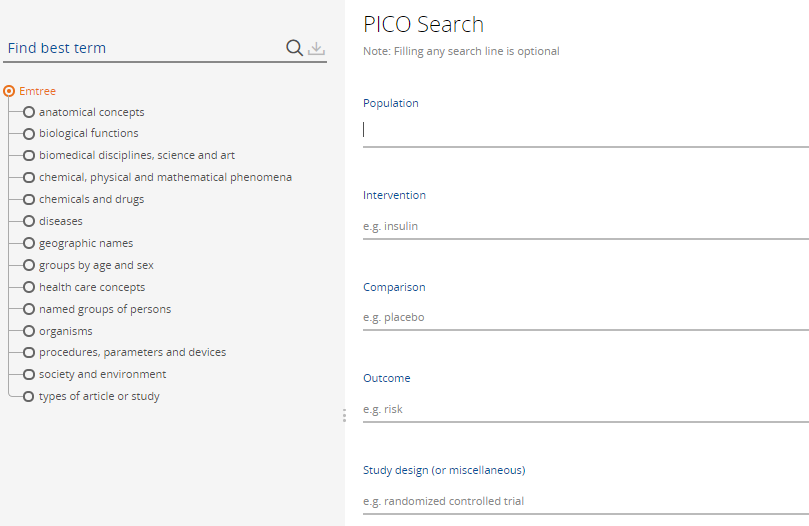 Find best term
Emtree
anatomical concepts
biological functions
biomedical disciplines, science and art
chemical, physical and mathematical phenomena
chemicals and drugs
diseases
geographic names
groups by age and sex
health care concepts
named groups of persons
organisms
procedures, parameters and devices
society and environment
types of article or study
PICO Search
Note: Filling any search line is optional
Population
Intervention
e.g. insulin
Comparison
e.g. placebo
Outcome
e.g. risk
Study design (or miscellaneous)
e.g. randomized controlled trial